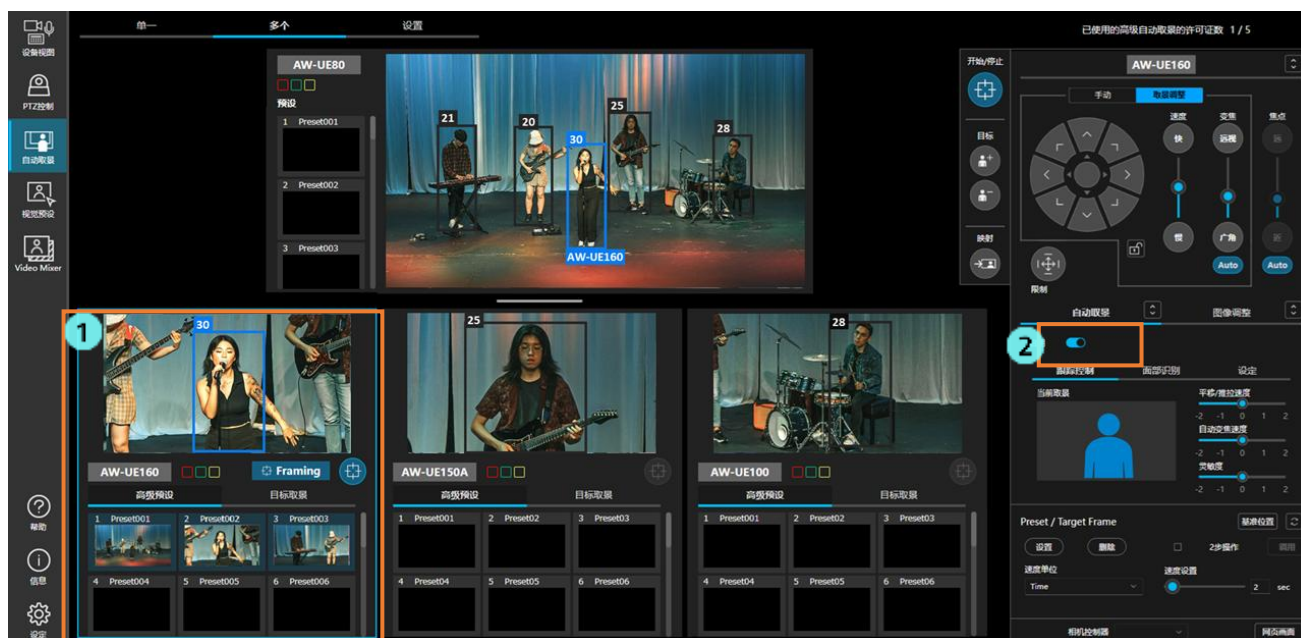 单一
多个
设置
已使用的高级自动取景的许可证数 1 / 5
设备视图
PTZ控制
自动取景
视觉预设
Video Mixer
帮助
信息
设定
AW-UE80
预设
1 Preset001
2 Preset002
3 Preset003
21
20
30
25
28
AW-UE160
开始/停止
目标
映射
AW-UE160
手动
取景调整
速度
变焦
焦点
快
远视
远
慢
广角
近
Auto
Auto
限制
自动取景
图像调整
1
30
25
28
2
跟踪控制
面部识别
设定
当前取景
平移/推拉速度
-2 -1 0 1 2
自动变焦速度
灵敏度
-2 -1 0 1 2
AW-UE160
Framing
AW-UE150A
AW-UE100
高级预设
目标取景
高级预设
目标取景
高级预设
目标取景
1 Preset001
2 Preset002
3 Preset003
1 Preset001
2 Preset02
3 Preset03
1 Preset001
2 Preset002
3 Preset03
4 Preset004
5 Preset005
6 Preset006
4 Preset04
5 Preset05
6 Preset06
4 Preset04
5 Preset05
6 Preset006
Preset / Target Frame
基准位置
设置
删除
2步操作
调用
速度单位
速度设置
Time
2 sec
相机控制器
网页画面